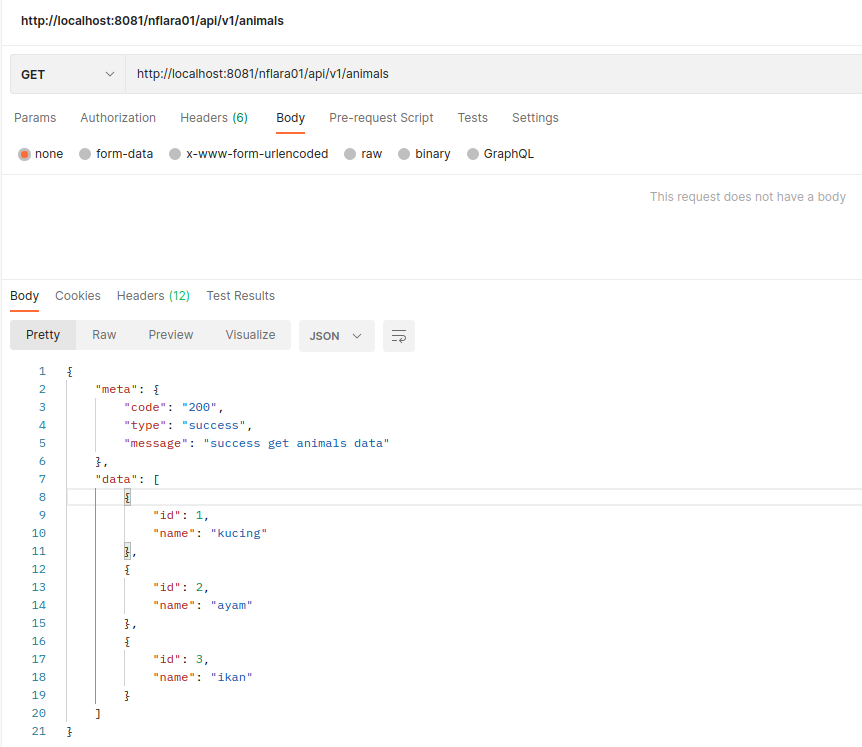 http://localhost:8081/nflara01/api/v1/animals
GET http://localhost:8081/nflara01/api/v1/animals
Params Authorization Headers (6) Body Pre-request Script Tests Settings
none form-data x-www-form-urlencoded raw binary GraphQL
This request does not have a body
Body Cookies Headers (12) Test Results
Pretty Raw Preview Visualize JSON
1 {
2 "meta": {
3 "code": "200",
4 "type": "success",
5 "message": "success get animals data"
6 },
7 "data": [
8 {
9 "id": 1,
10 "name": "kucing"
11 },
12 {
13 "id": 2,
14 "name": "ayam"
15 },
16 {
17 "id": 3,
18 "name": "ikan"
19 }
20 ]
21 }